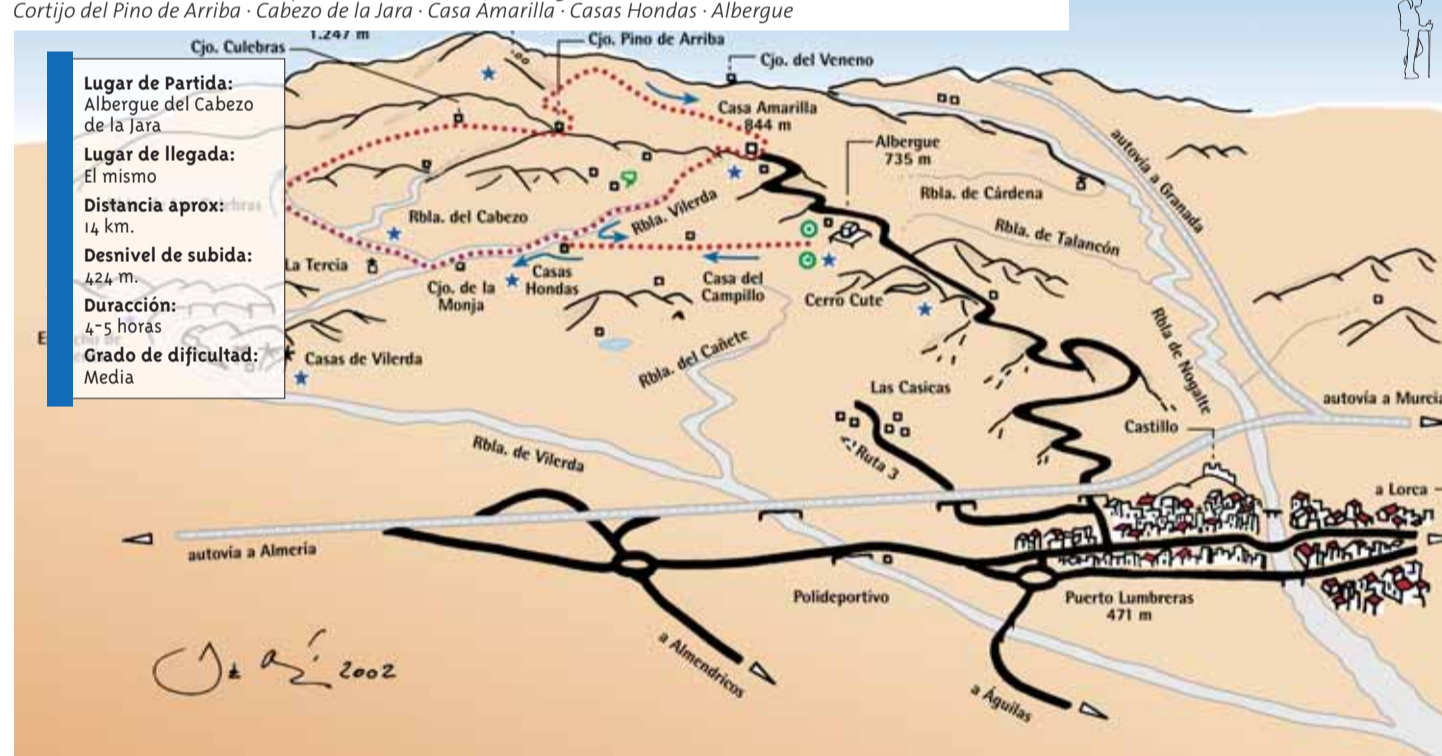 Cortijo del Pino de Arriba · Cabezo de la Jara · Casa Amarilla · Casas Hondas · Albergue
1.247 m
Cjo. Culebras
Cjo. Pino de Arriba
Cjo. del Veneno
Lugar de Partida:
Albergue del Cabezo
de la Jara
Lugar de llegada:
El mismo
Distancia aprox:
14 km.
Desnivel de subida:
424 m.
Duracción:
4-5 horas
Grado de dificultad:
Media
Casa Amarilla
844 m
Albergue
735 m
autovía a Granada
Rbla. de Cárdena
Rbla. de Talancón
Rbla. del Cabezo
Rbla. Vilerda
La Tercia
Cjo. de la
Monja
Casas
Hondas
Casa del
Campillo
Cerro Cute
Casas de Vilerda
Rbla. del Cañete
Rbla de Nogalte
Las Casicas
autovía a Murcia
Castillo
Ruta 3
Rbla. de Vilerda
a Lorca
autovía a Almería
Polideportivo
Puerto Lumbreras
471 m
a Almendricos
a Águilas
2002